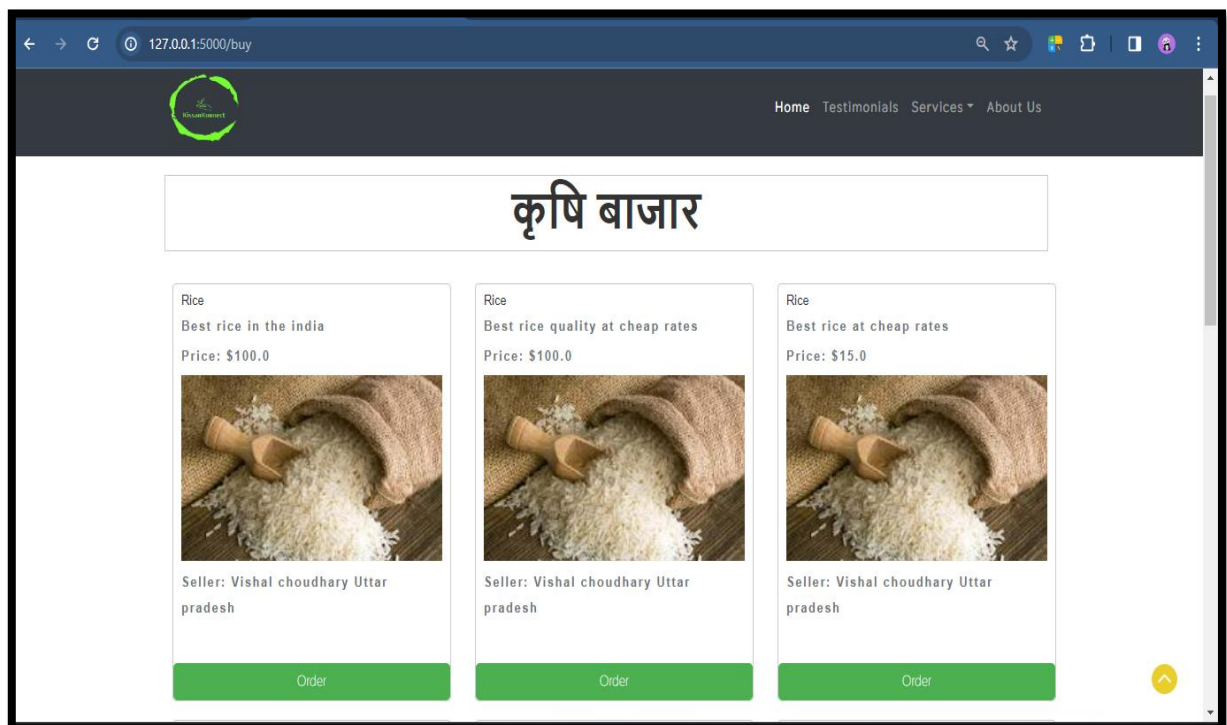 127.0.0.1:5000/buy
KissanKonnect
Home Testimonials Services About Us
कृषि बाजार
Rice
Best rice in the india
Price: $100.0
Seller: Vishal choudhary Uttar
pradesh
Order
Rice
Best rice quality at cheap rates
Price: $100.0
Seller: Vishal choudhary Uttar
pradesh
Order
Rice
Best rice at cheap rates
Price: $15.0
Seller: Vishal choudhary Uttar
pradesh
Order